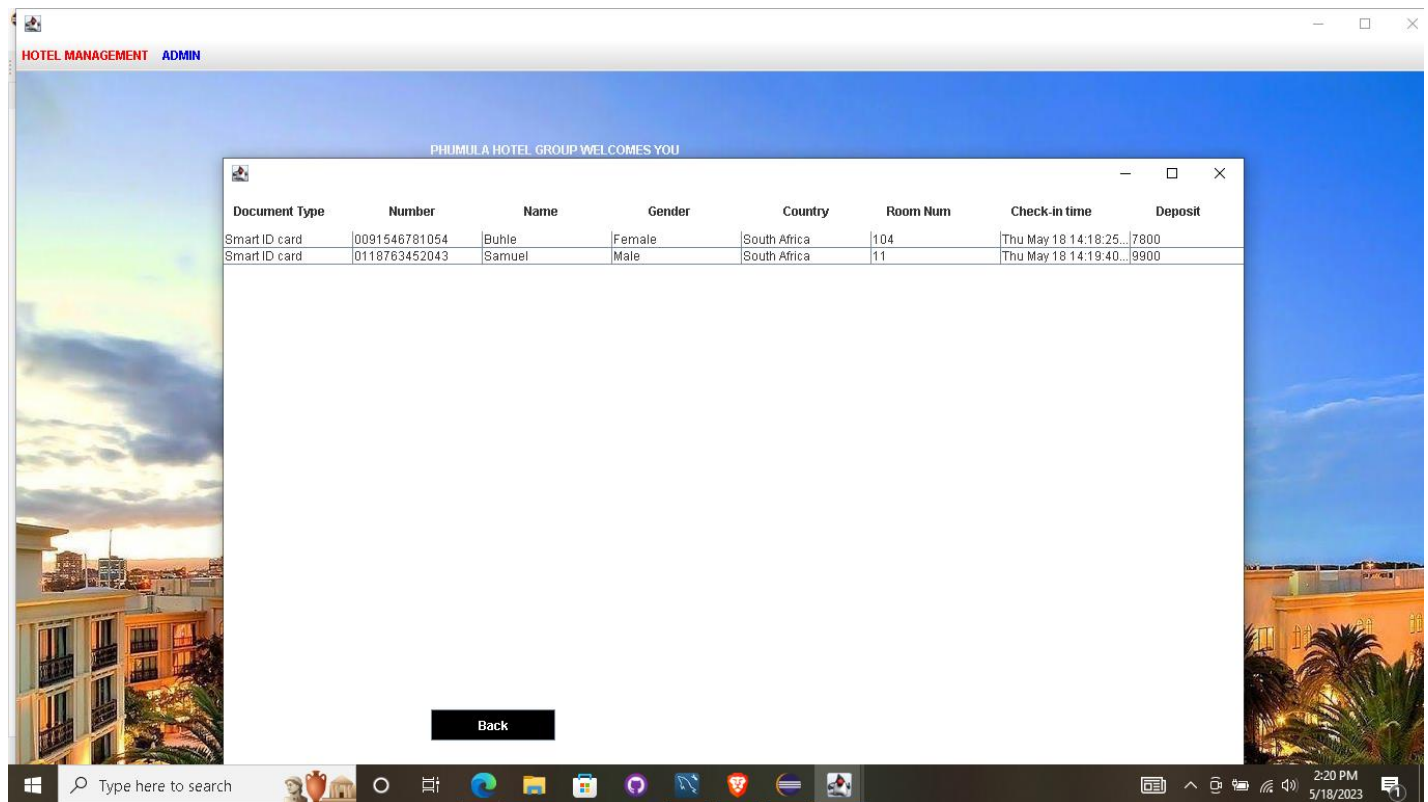 HOTEL MANAGEMENT ADMIN
PHUMULA HOTEL GROUP WELCOMES YOU
Document Type Number Name Gender Country Room Num Check-in time Deposit
Smart ID card 0091546781054 Buhle Female South Africa 104 Thu May 18 14:18:25... 7800
Smart ID card 0118763452043 Samuel Male South Africa 11 Thu May 18 14:19:40... 9900
Back
Type here to search
2:20 PM
5/18/2023
1